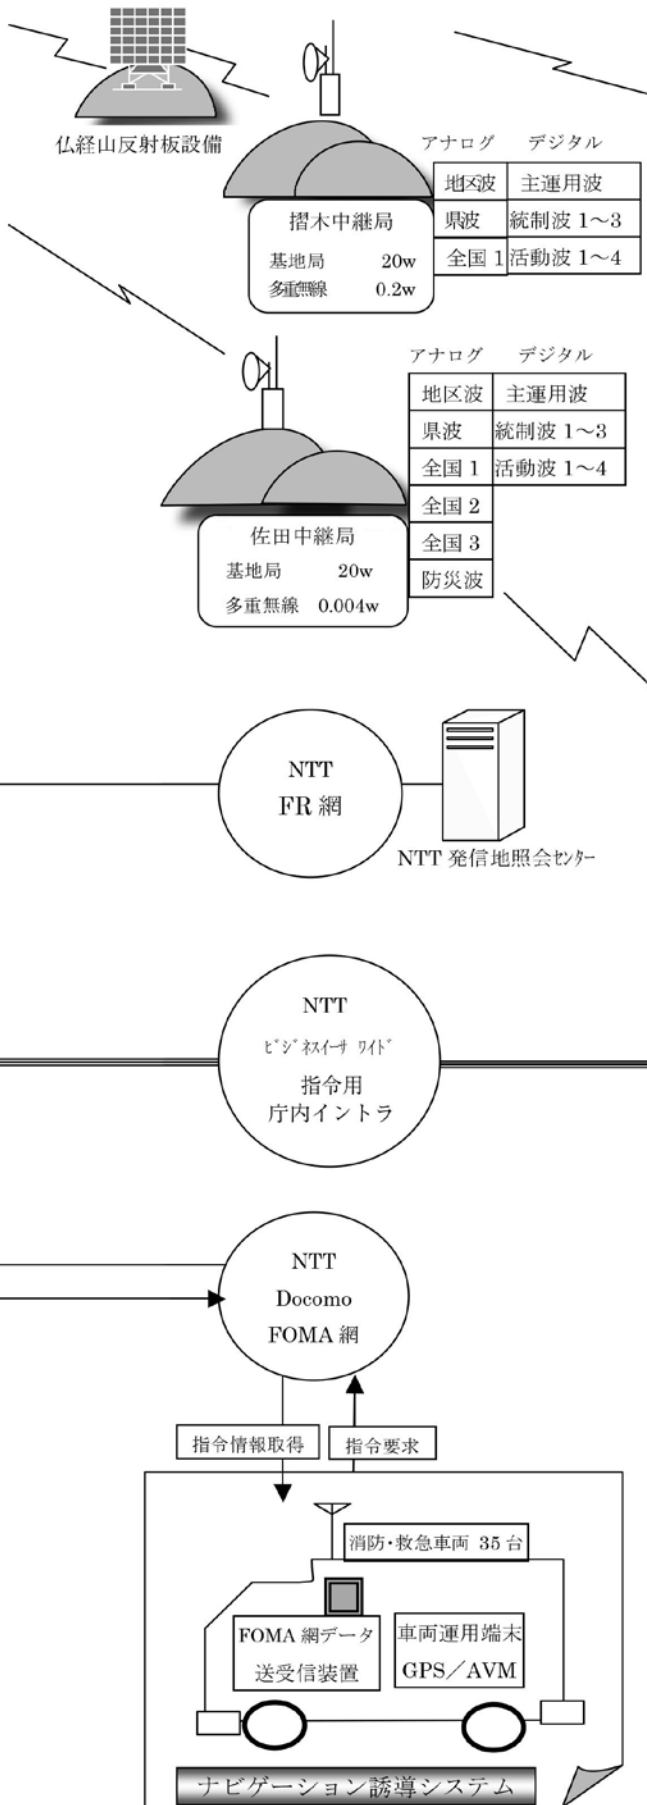 仏経山反射板設備
アナログ デジタル
地区波 主運用波
県波 統制波 1～3
全国 1 活動波 1～4
摺木中継局
基地局 20w
多重無線 0.2w
アナログ デジタル
地区波 主運用波
県波 統制波 1～3
全国 1 活動波 1～4
全国 2
全国 3
防災波
佐田中継局
基地局 20w
多重無線 0.004w
NTT
FR 網
NTT 発信地照会ｾﾝﾀｰ
NTT
ﾋﾞｼﾞﾈｽｲｰｻ ﾜｲﾄﾞ
指令用
庁内イントラ
NTT
Docomo
FOMA 網
指令情報取得 指令要求
消防・救急車両 35 台
FOMA 網データ
送受信装置
車両運用端末
GPS／AVM
ナビゲーション誘導システム